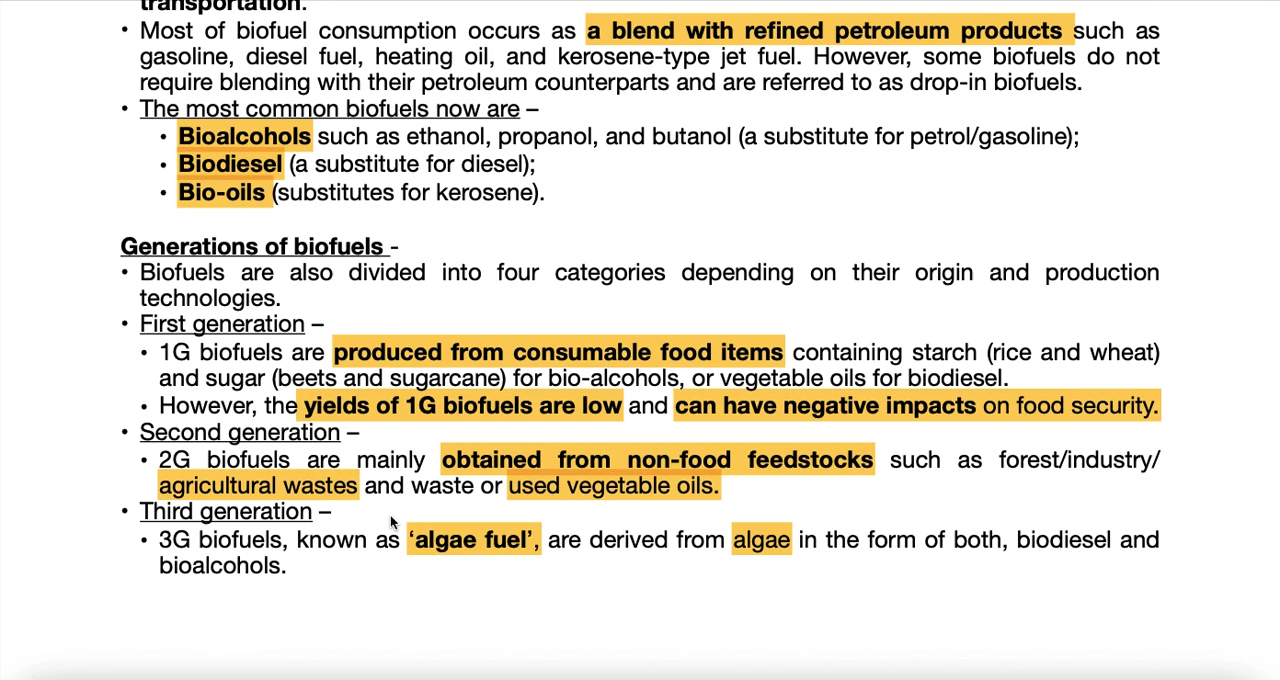 transportation.
• Most of biofuel consumption occurs as a blend with refined petroleum products such as
gasoline, diesel fuel, heating oil, and kerosene-type jet fuel. However, some biofuels do not
require blending with their petroleum counterparts and are referred to as drop-in biofuels.
• The most common biofuels now are –
• Bioalcohols such as ethanol, propanol, and butanol (a substitute for petrol/gasoline);
• Biodiesel (a substitute for diesel);
• Bio-oils (substitutes for kerosene).
Generations of biofuels -
• Biofuels are also divided into four categories depending on their origin and production
technologies.
• First generation –
• 1G biofuels are produced from consumable food items containing starch (rice and wheat)
and sugar (beets and sugarcane) for bio-alcohols, or vegetable oils for biodiesel.
• However, the yields of 1G biofuels are low and can have negative impacts on food security.
• Second generation –
• 2G biofuels are mainly obtained from non-food feedstocks such as forest/industry/
agricultural wastes and waste or used vegetable oils.
• Third generation –
• 3G biofuels, known as ‘algae fuel’, are derived from algae in the form of both, biodiesel and
bioalcohols.